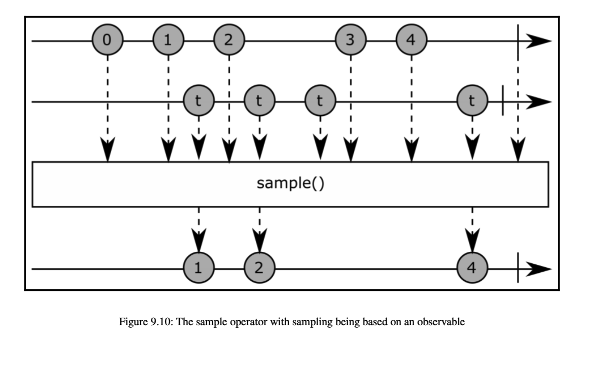 0 1 2 3 4
t t t t
sample()
1 2 4
Figure 9.10: The sample operator with sampling being based on an observable